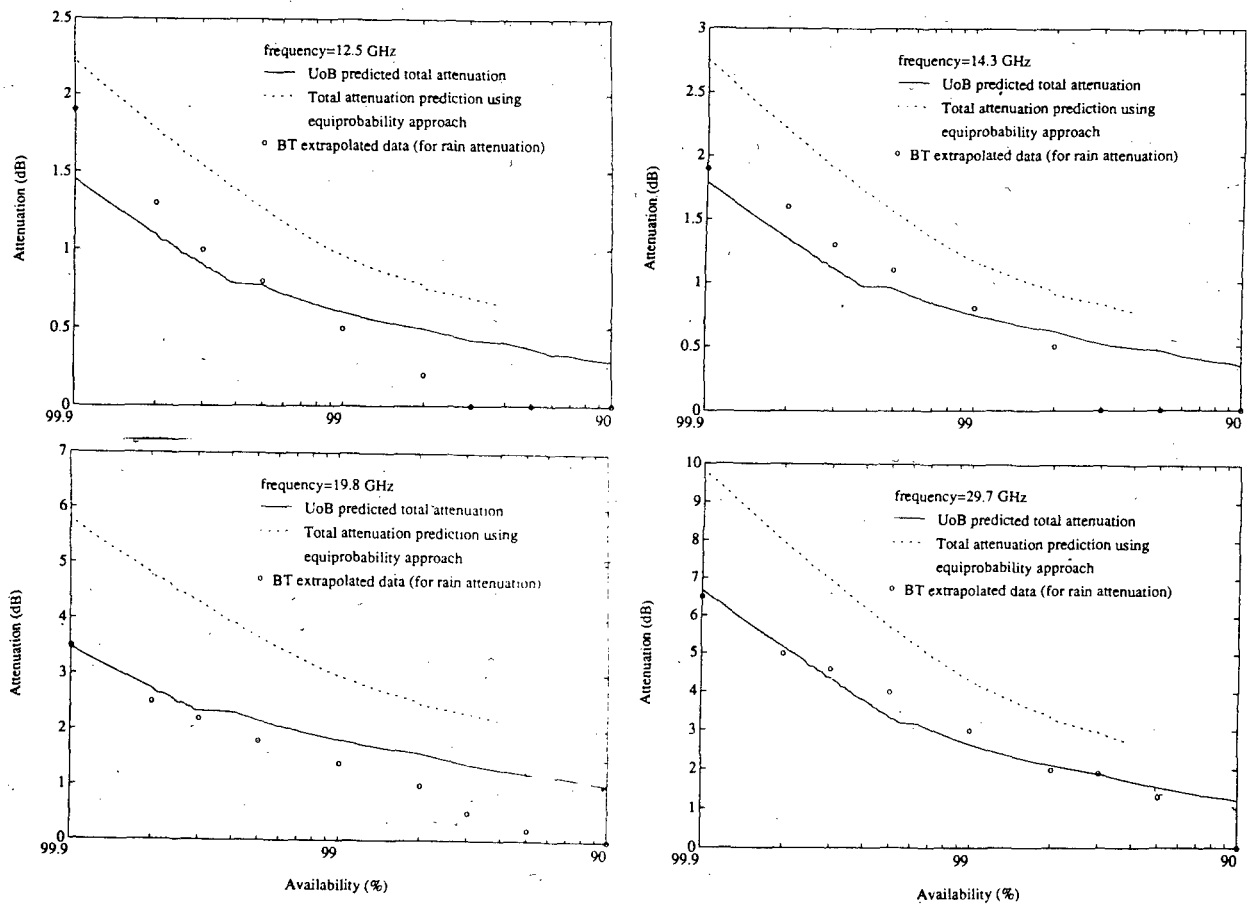 2.5
2
1.5
1
0.5
0
Attenuation (dB)
frequency=12.5 GHz
UoB predicted total attenuation
Total attenuation prediction using
equiprobability approach
BT extrapolated data (for rain attenuation)
99.9
99
90
3
2.5
2
1.5
1
0.5
0
Attenuation (dB)
frequency=14.3 GHz
UoB predicted total attenuation
Total attenuation prediction using
equiprobability approach
BT extrapolated data (for rain attenuation)
99.9
99
90
7
6
5
4
3
2
1
0
Attenuation (dB)
frequency=19.8 GHz
UoB predicted total attenuation
Total attenuation prediction using
equiprobability approach
BT extrapolated data (for rain attenuation)
99.9
99
90
Availability (%)
10
9
8
7
6
5
4
3
2
1
0
Attenuation (dB)
frequency=29.7 GHz
UoB predicted total attenuation
Total attenuation prediction using
equiprobability approach
BT extrapolated data (for rain attenuation)
99.9
99
90
Availability (%)